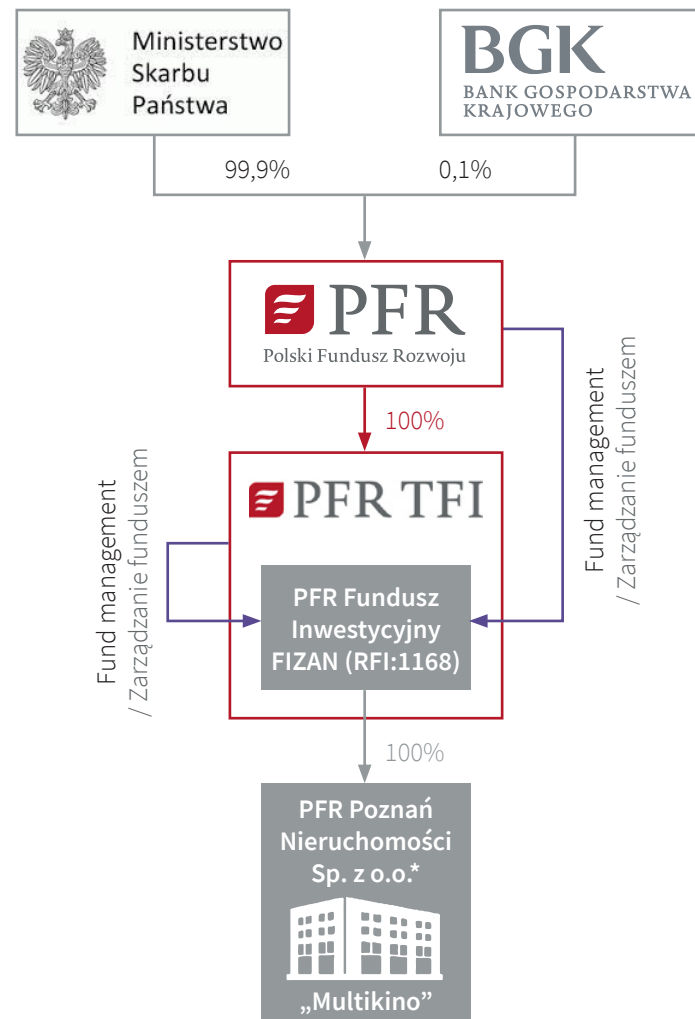 Ministerstwo
Skarbu
Państwa
BGK
BANK GOSPODARSTWA
KRAJOWEGO
99,9%
0,1%
PFR
Polski Fundusz Rozwoju
100%
Fund management
/ Zarządzanie funduszem
PFR TFI
Fund management
/ Zarządzanie funduszem
PFR Fundusz
Inwestycyjny
FIZAN (RFI:1168)
100%
PFR Poznań
Nieruchomości
Sp. z o.o.*
„Multikino”